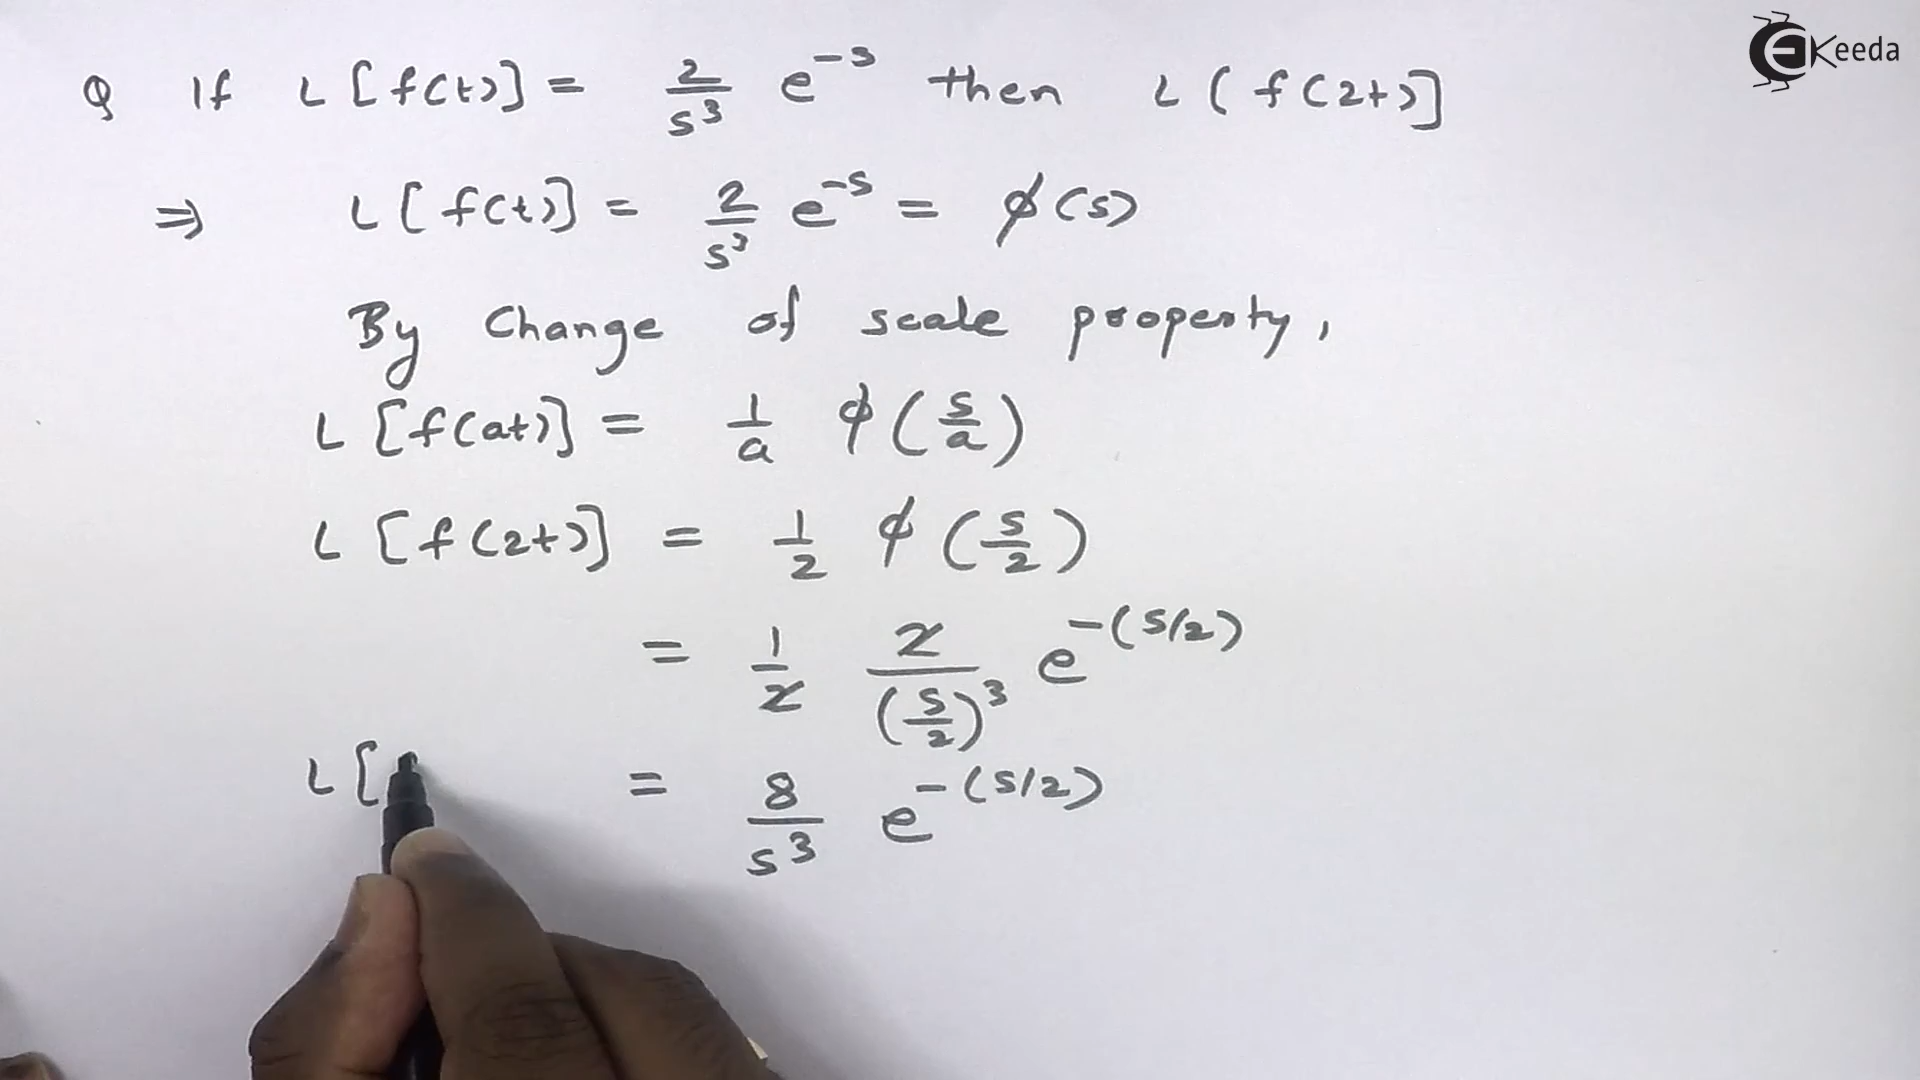 EKeeda
Q If L[f(t)] = 2/s³ e^-s then L(f(2t)]
⇒ L[f(t)] = 2/s³ e^-s = ϕ(s)
By Change of scale property,
L[f(at)] = 1/a ϕ(s/a)
L[f(2t)] = 1/2 ϕ(s/2)
= 1/2 2/(s/2)³ e^-(s/2)
L[ = 8/s³ e^-(s/2)